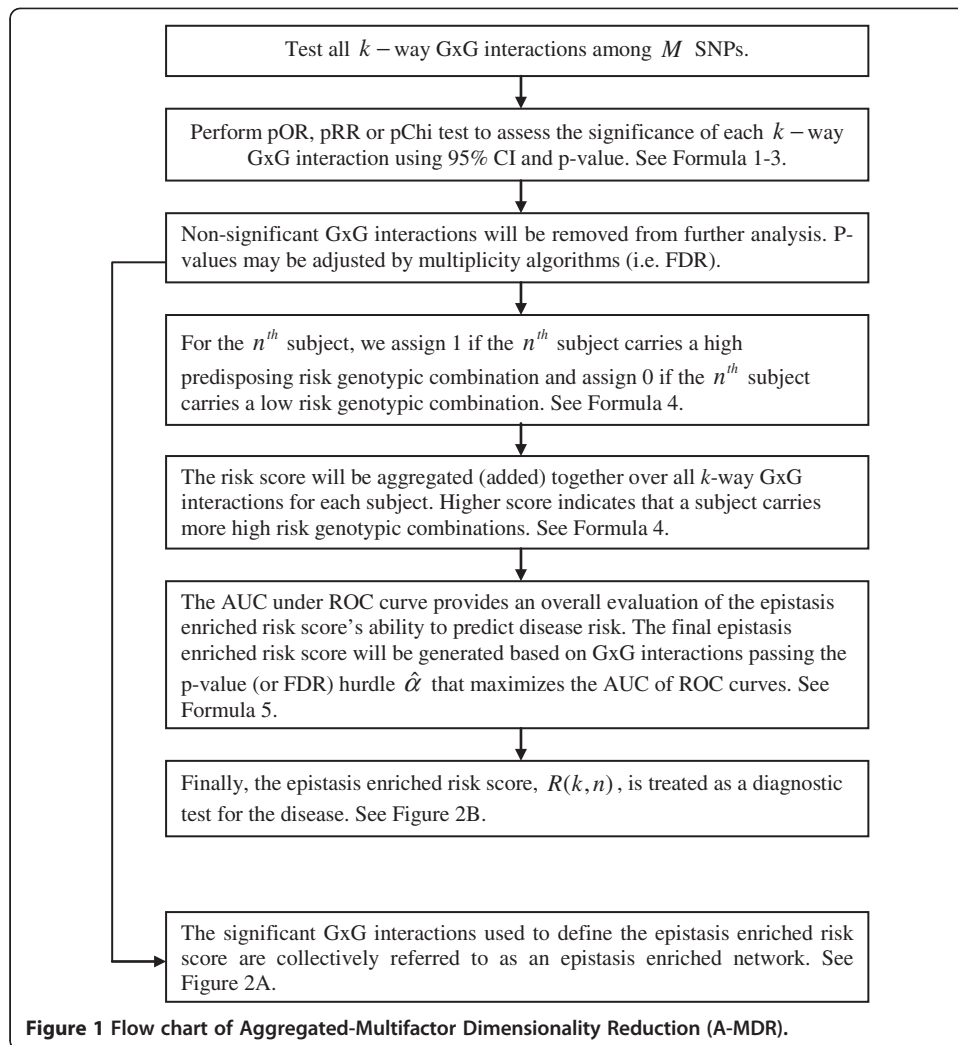 Test all k – way GxG interactions among M SNPs.
Perform pOR, pRR or pChi test to assess the significance of each k – way
GxG interaction using 95% CI and p-value. See Formula 1-3.
Non-significant GxG interactions will be removed from further analysis. P-
values may be adjusted by multiplicity algorithms (i.e. FDR).
For the n^th subject, we assign 1 if the n^th subject carries a high
predisposing risk genotypic combination and assign 0 if the n^th subject
carries a low risk genotypic combination. See Formula 4.
The risk score will be aggregated (added) together over all k-way GxG
interactions for each subject. Higher score indicates that a subject carries
more high risk genotypic combinations. See Formula 4.
The AUC under ROC curve provides an overall evaluation of the epistasis
enriched risk score's ability to predict disease risk. The final epistasis
enriched risk score will be generated based on GxG interactions passing the
p-value (or FDR) hurdle α̂ that maximizes the AUC of ROC curves. See
Formula 5.
Finally, the epistasis enriched risk score, R(k,n), is treated as a diagnostic
test for the disease. See Figure 2B.
The significant GxG interactions used to define the epistasis enriched risk
score are collectively referred to as an epistasis enriched network. See
Figure 2A.
Figure 1 Flow chart of Aggregated-Multifactor Dimensionality Reduction (A-MDR).